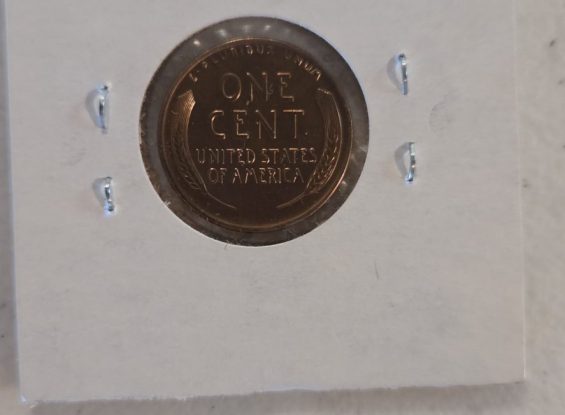 E·PLURIBUS·UNUM
ONE
CENT
UNITED STATES
OF AMERICA